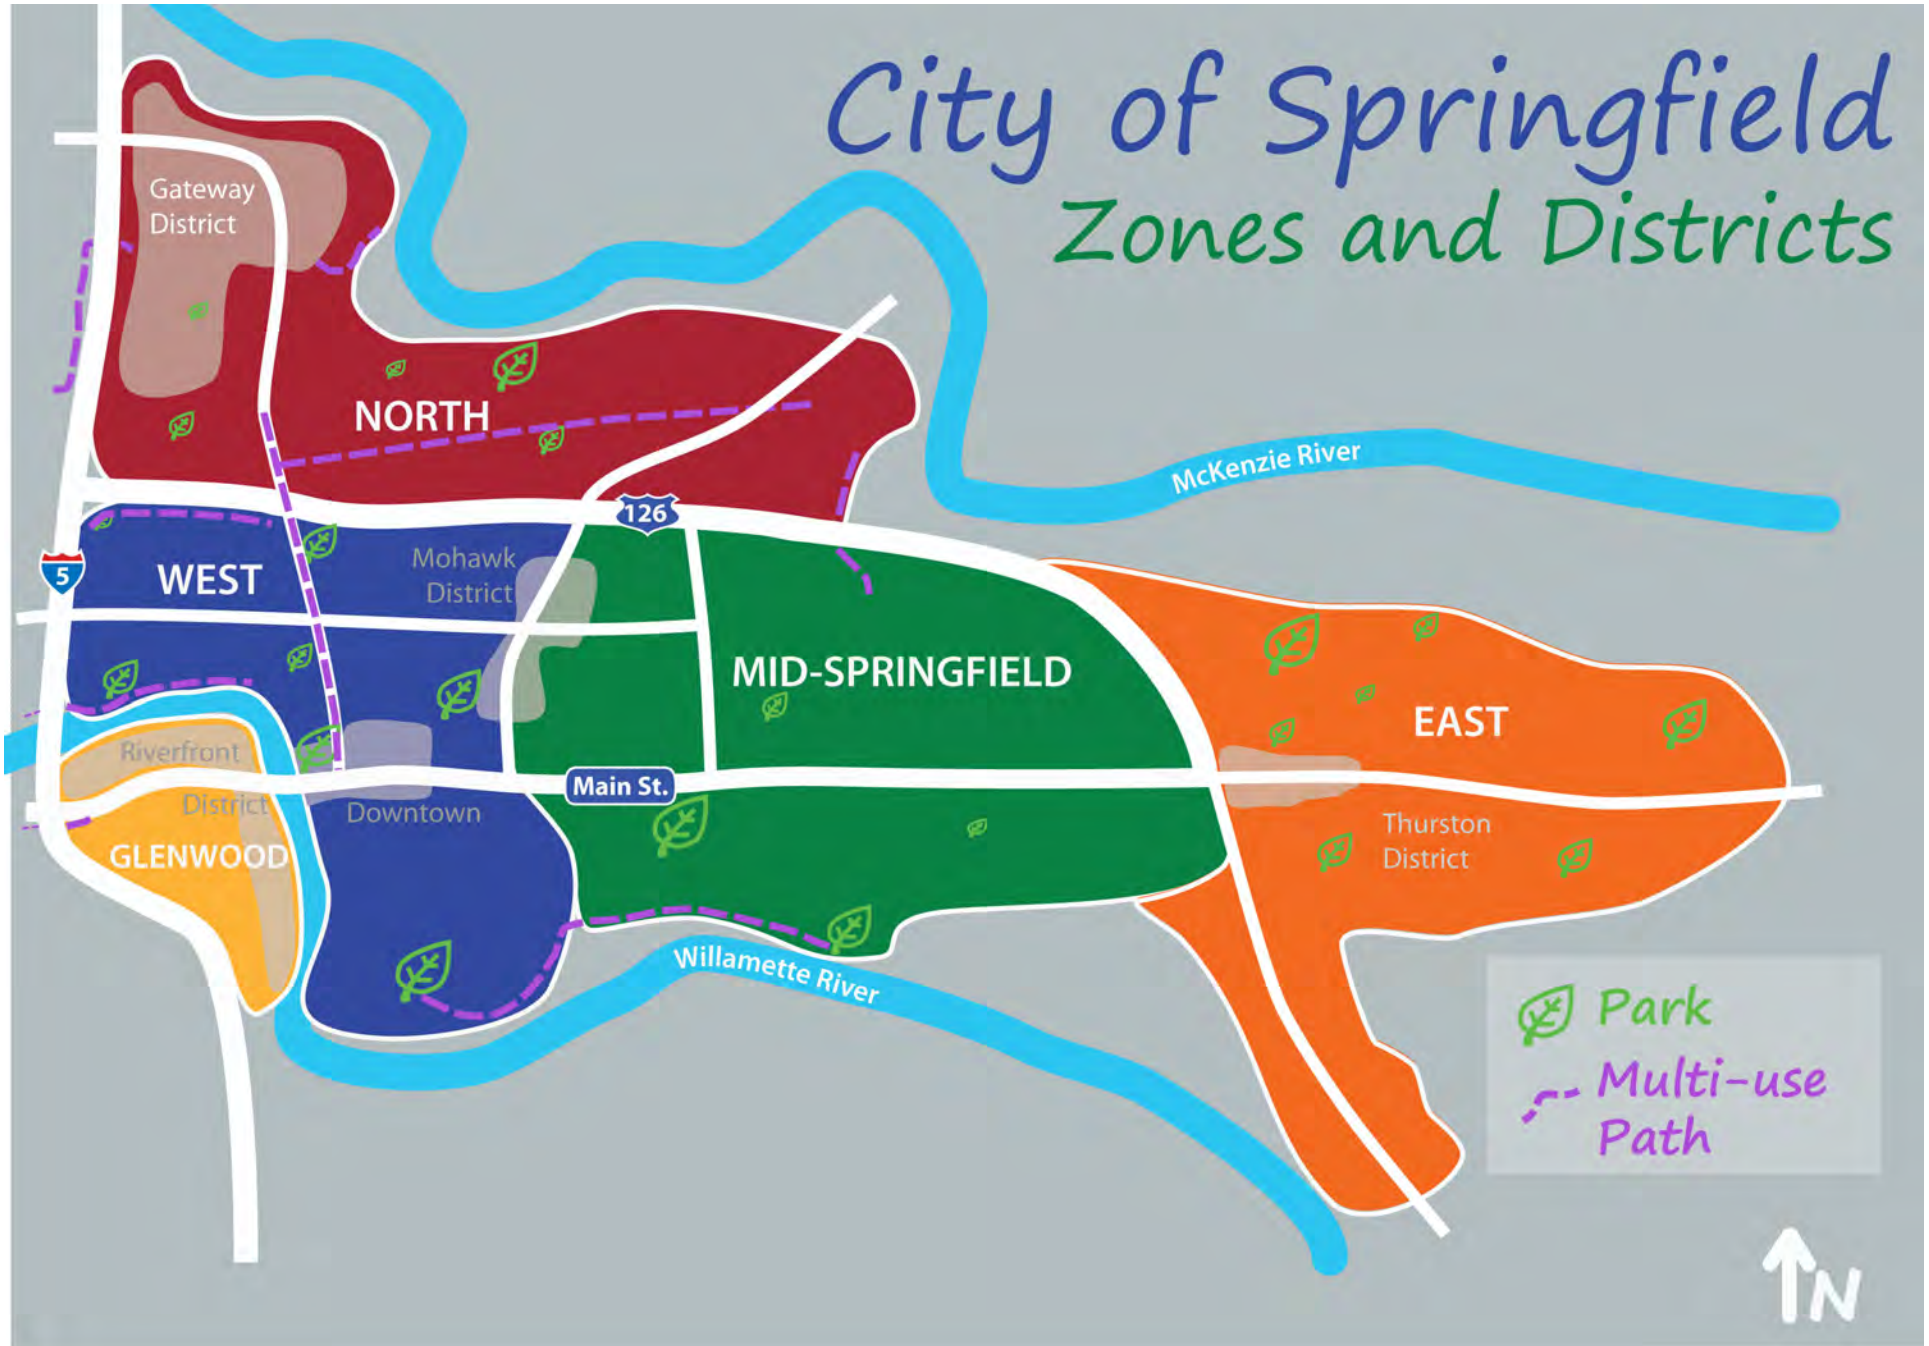 City of Springfield
Zones and Districts
Gateway
District
NORTH
McKenzie River
126
5
WEST
Mohawk
District
MID-SPRINGFIELD
EAST
Riverfront
District
Main St.
Downtown
GLENWOOD
Thurston
District
Willamette River
Park
Multi-use
Path
N